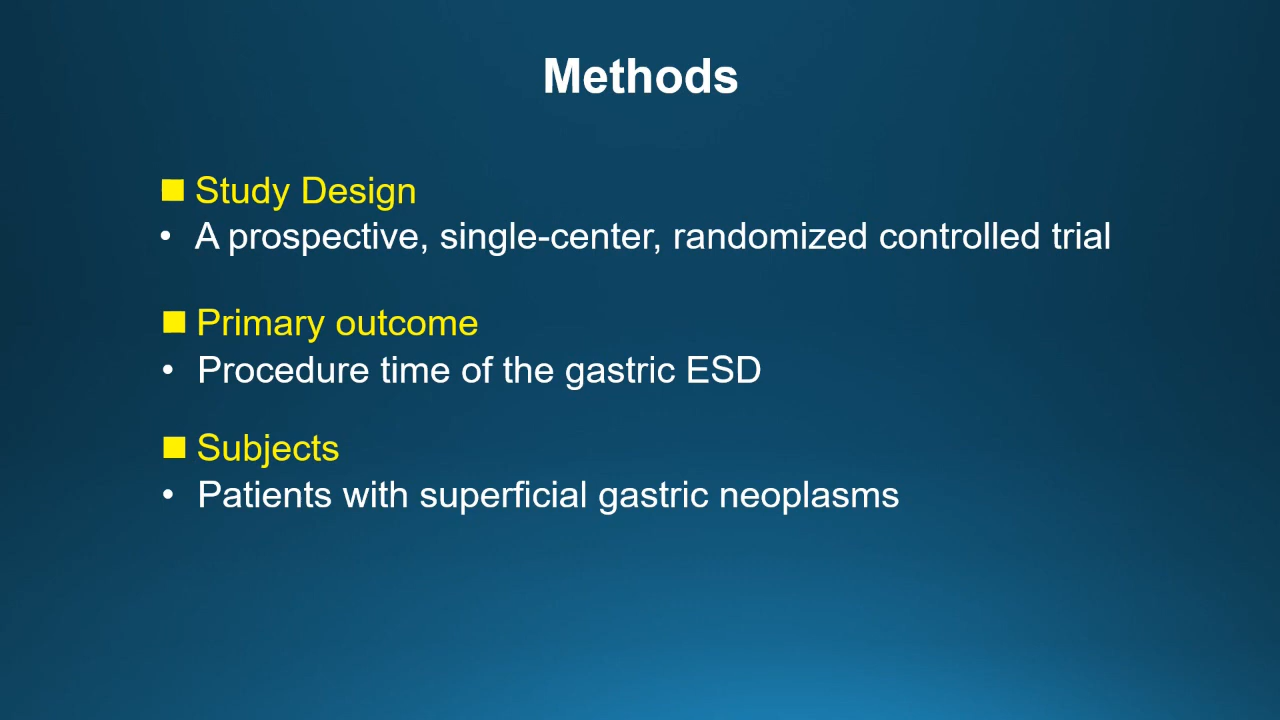 Methods
■ Study Design
• A prospective, single-center, randomized controlled trial
■ Primary outcome
• Procedure time of the gastric ESD
■ Subjects
• Patients with superficial gastric neoplasms